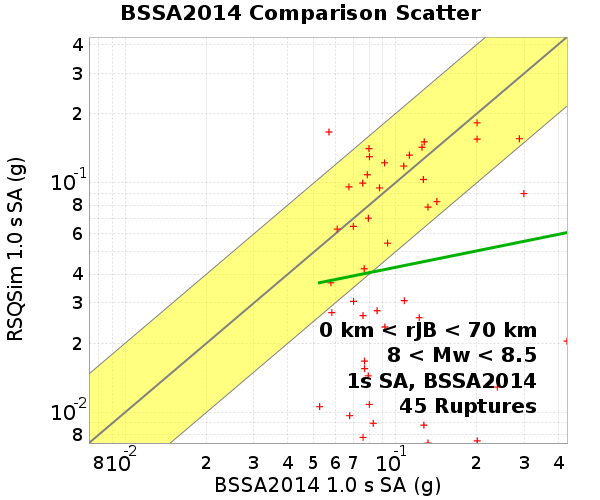 BSSA2014 Comparison Scatter
RSQSim 1.0 s SA (g)
4
3
2
10-1
8
6
4
3
2
10-2
8
0 km < rJB < 70 km
8 < Mw < 8.5
1s SA, BSSA2014
45 Ruptures
8 10-2 2 3 4 5 6 7 10-1 2 3 4
BSSA2014 1.0 s SA (g)